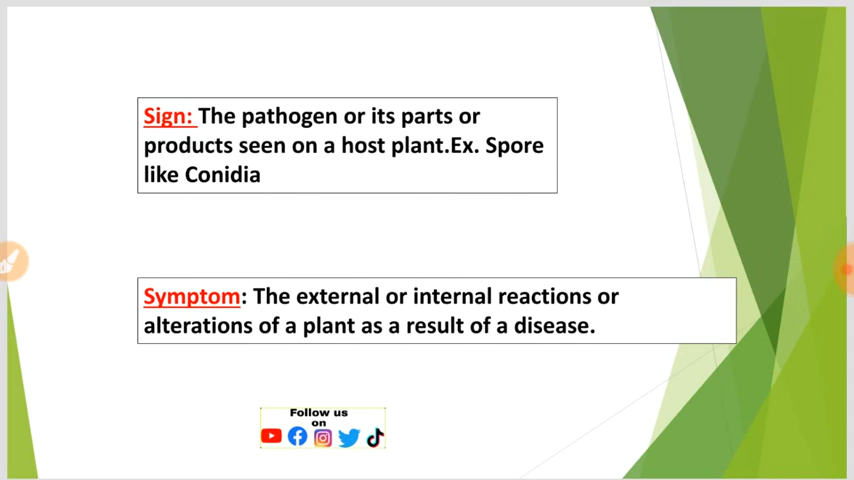 Sign: The pathogen or its parts or
products seen on a host plant.Ex. Spore
like Conidia
Symptom: The external or internal reactions or
alterations of a plant as a result of a disease.
Follow us
on